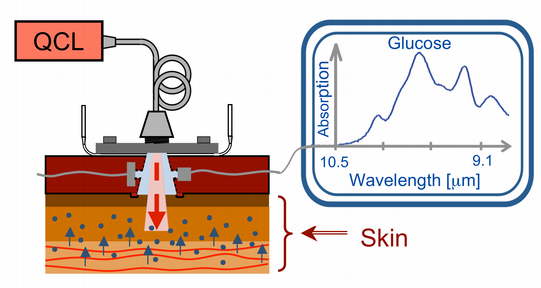 QCL
Glucose
Absorption
10.5
9.1
Wavelength [µm]
Skin